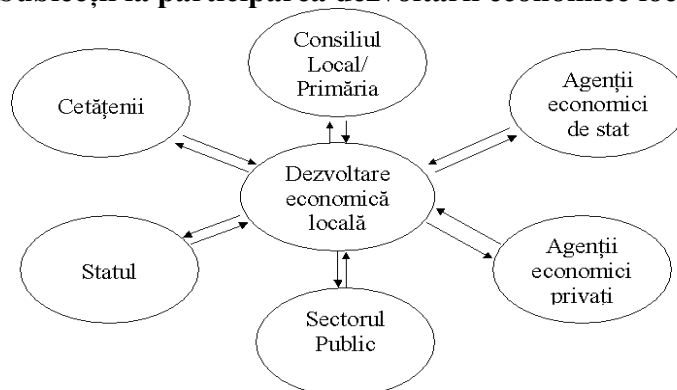 la participarea dezvoltării economice
Consiliul
Local/
Primăria
Cetățenii
Agenții
economici
de stat
Dezvoltare
economică
locală
Statul
Agenții
economici
privați
Sectorul
Public